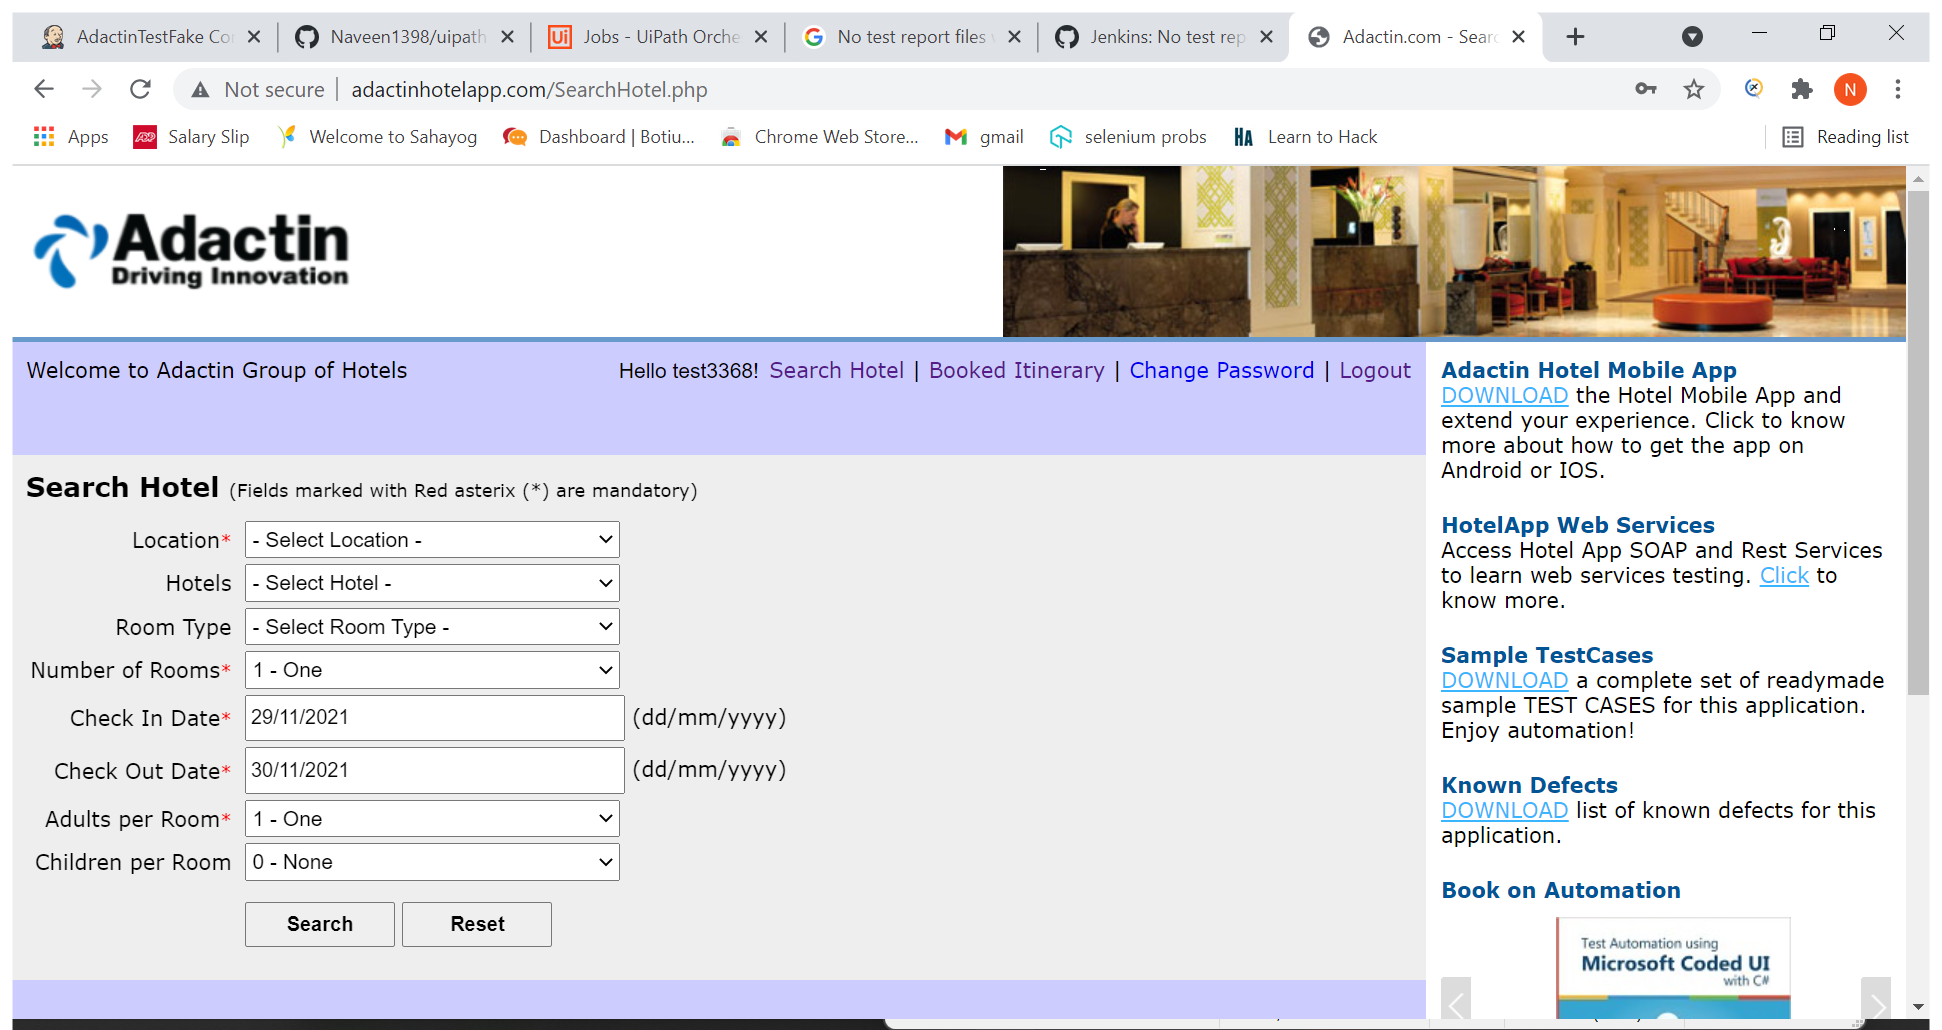 AdactinTestFake Co
Naveen1398/uipath
Jobs - UiPath Orche
No test report files
Jenkins: No test rep
Adactin.com - Sear
Not secure | adactinhotelapp.com/SearchHotel.php
N
Apps
Salary Slip
Welcome to Sahayog
Dashboard | Botiu...
Chrome Web Store...
gmail
selenium probs
HA Learn to Hack
Reading list
Adactin
Driving Innovation
Welcome to Adactin Group of Hotels
Hello test3368! Search Hotel | Booked Itinerary | Change Password | Logout
Search Hotel (Fields marked with Red asterix (*) are mandatory)
Location* - Select Location -
Hotels - Select Hotel -
Room Type - Select Room Type -
Number of Rooms* 1 - One
Check In Date* 29/11/2021 (dd/mm/yyyy)
Check Out Date* 30/11/2021 (dd/mm/yyyy)
Adults per Room* 1 - One
Children per Room 0 - None
Search Reset
Adactin Hotel Mobile App
DOWNLOAD the Hotel Mobile App and
extend your experience. Click to know
more about how to get the app on
Android or IOS.
HotelApp Web Services
Access Hotel App SOAP and Rest Services
to learn web services testing. Click to
know more.
Sample TestCases
DOWNLOAD a complete set of readymade
sample TEST CASES for this application.
Enjoy automation!
Known Defects
DOWNLOAD list of known defects for this
application.
Book on Automation
Test Automation using
Microsoft Coded UI
with C#